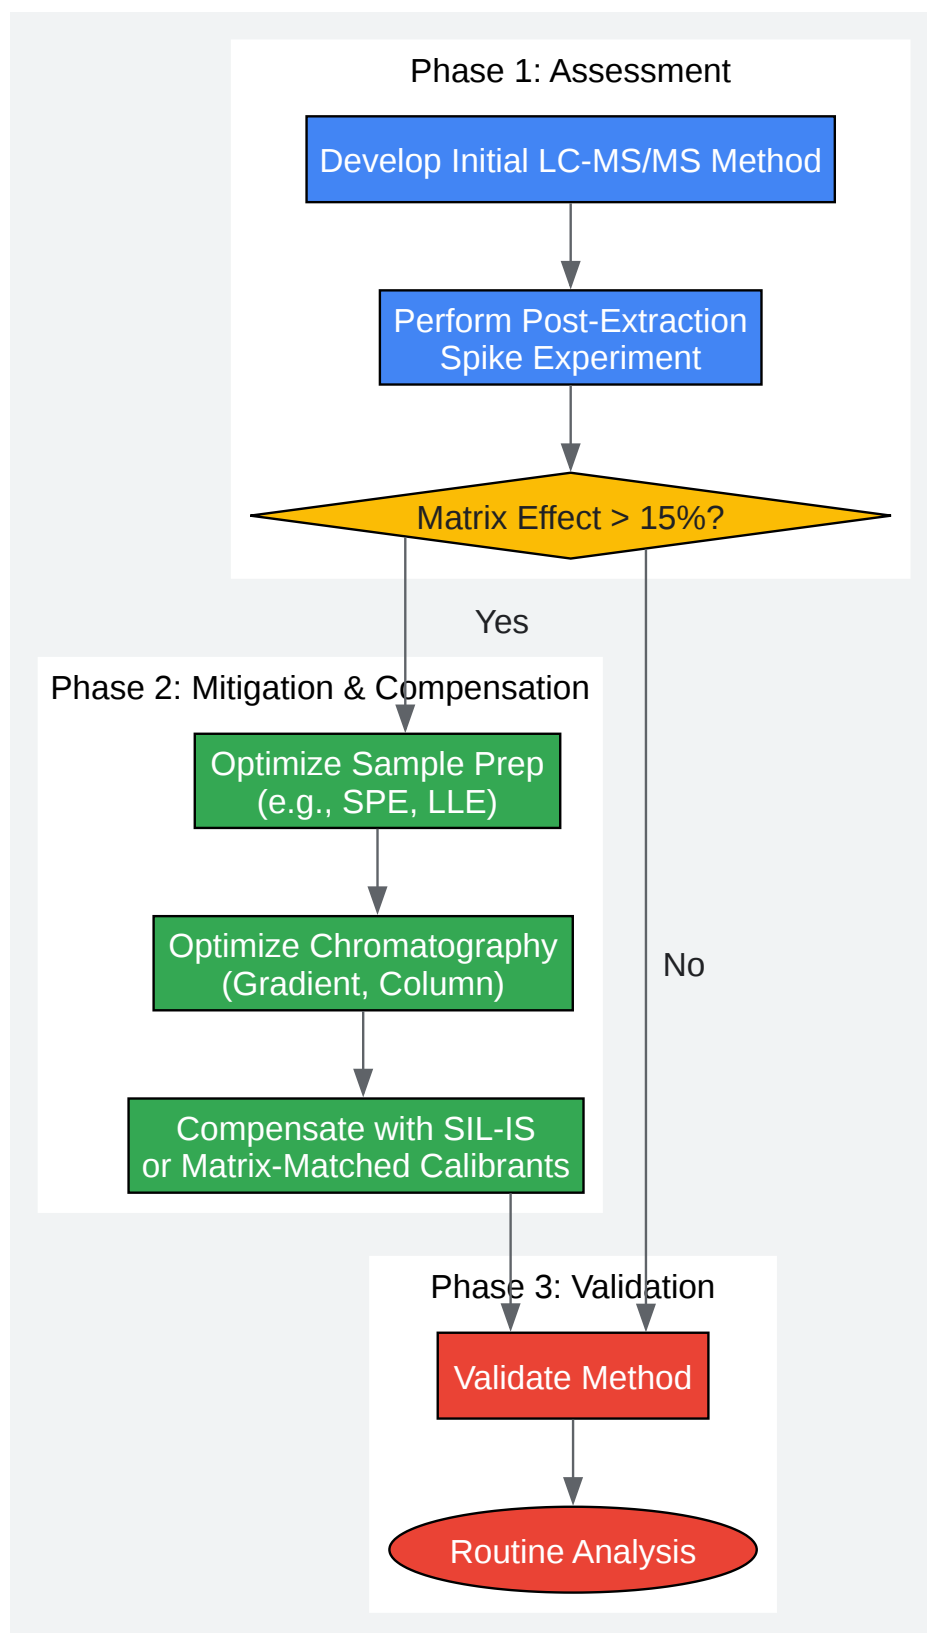 Phase 1: Assessment
Develop Initial LC-MS/MS Method
Perform Post-Extraction
Spike Experiment
Matrix Effect > 15%?
Yes
Phase 2: Mitigation & Compensation
Optimize Sample Prep
(e.g., SPE, LLE)
Optimize Chromatography
(Gradient, Column)
No
Compensate with SIL-IS
or Matrix-Matched Calibrants
Phase 3: Validation
Validate Method
Routine Analysis